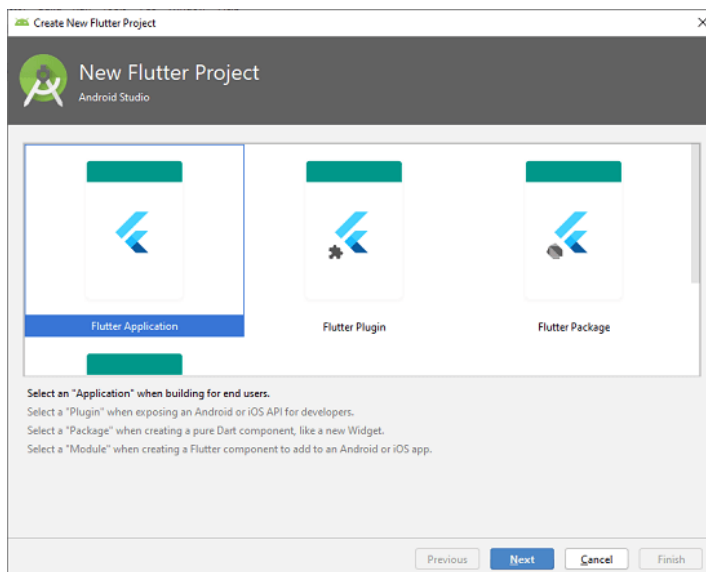 Create New Flutter Project
New Flutter Project
Android Studio
Flutter Application
Flutter Plugin
Flutter Package
Select an "Application" when building for end users.
Select a "Plugin" when exposing an Android or iOS API for developers.
Select a "Package" when creating a pure Dart component, like a new Widget.
Select a "Module" when creating a Flutter component to add to an Android or iOS app.
Previous
Next
Cancel
Finish